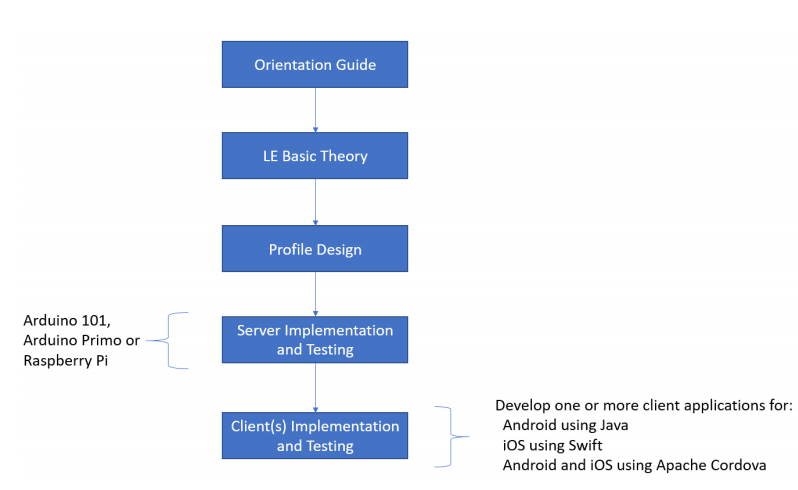 Orientation Guide
LE Basic Theory
Profile Design
Arduino 101,
Arduino Primo or
Raspberry Pi
Server Implementation
and Testing
Client(s) Implementation
and Testing
Develop one or more client applications for:
Android using Java
iOS using Swift
Android and iOS using Apache Cordova